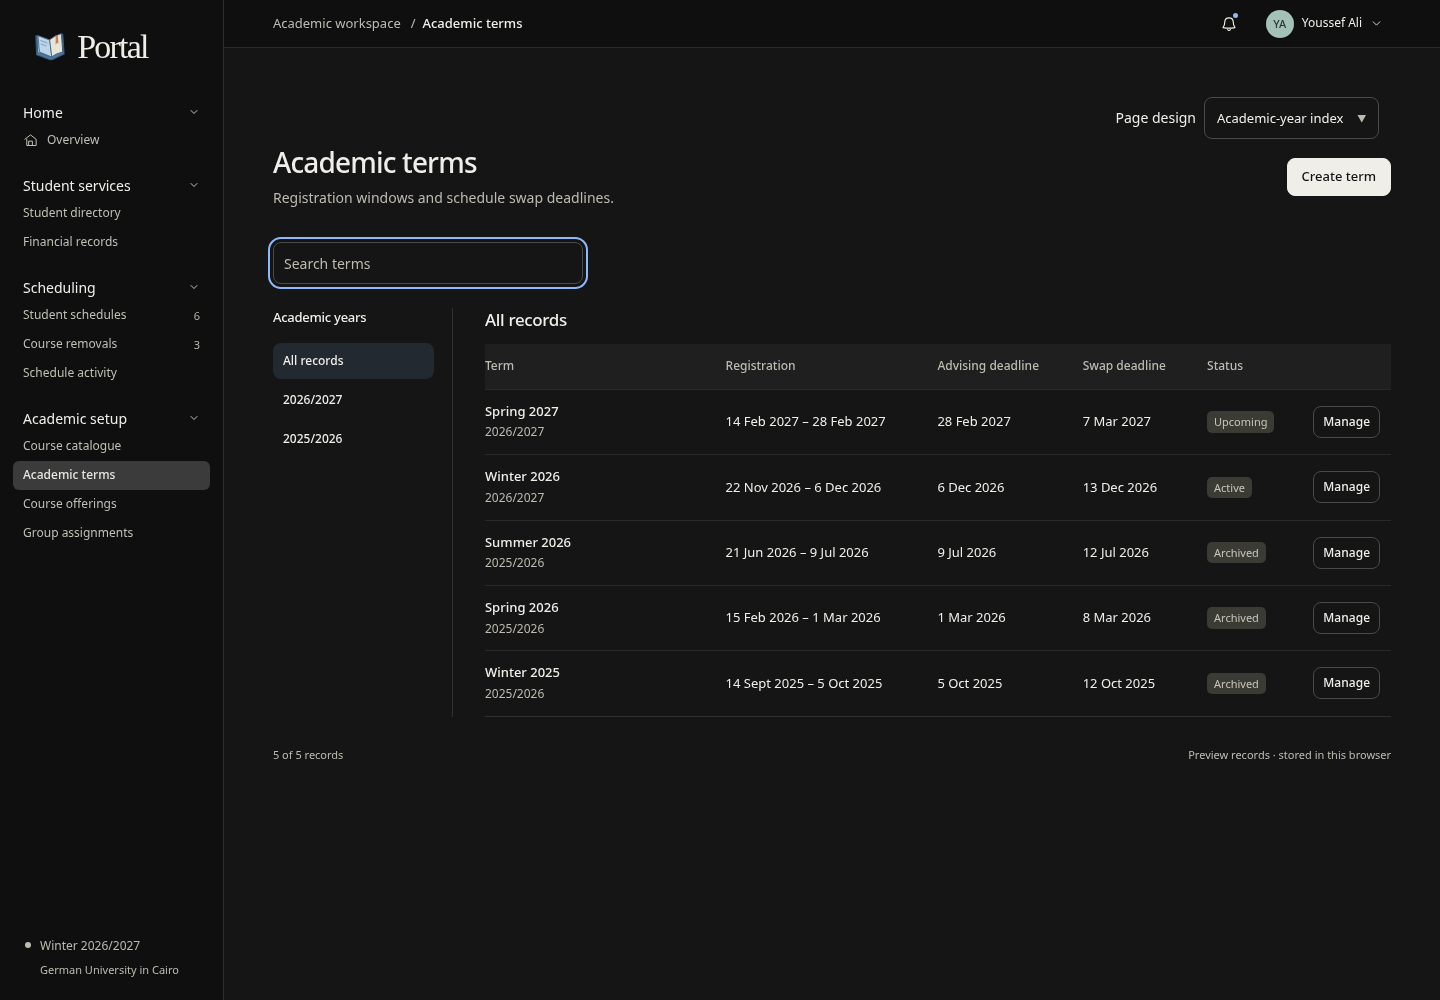 Portal
Home
Overview
Student services
Student directory
Financial records
Scheduling
Student schedules 6
Course removals 3
Schedule activity
Academic setup
Course catalogue
Academic terms
Course offerings
Group assignments
Winter 2026/2027
German University in Cairo
Academic workspace / Academic terms
YA Youssef Ali
Page design Academic-year index
Academic terms
Registration windows and schedule swap deadlines.
Create term
Search terms
Academic years
All records
2026/2027
2025/2026
All records
Term Registration Advising deadline Swap deadline Status
Spring 2027
2026/2027
14 Feb 2027 – 28 Feb 2027 28 Feb 2027 7 Mar 2027 Upcoming Manage
Winter 2026
2026/2027
22 Nov 2026 – 6 Dec 2026 6 Dec 2026 13 Dec 2026 Active Manage
Summer 2026
2025/2026
21 Jun 2026 – 9 Jul 2026 9 Jul 2026 12 Jul 2026 Archived Manage
Spring 2026
2025/2026
15 Feb 2026 – 1 Mar 2026 1 Mar 2026 8 Mar 2026 Archived Manage
Winter 2025
2025/2026
14 Sept 2025 – 5 Oct 2025 5 Oct 2025 12 Oct 2025 Archived Manage
5 of 5 records
Preview records · stored in this browser